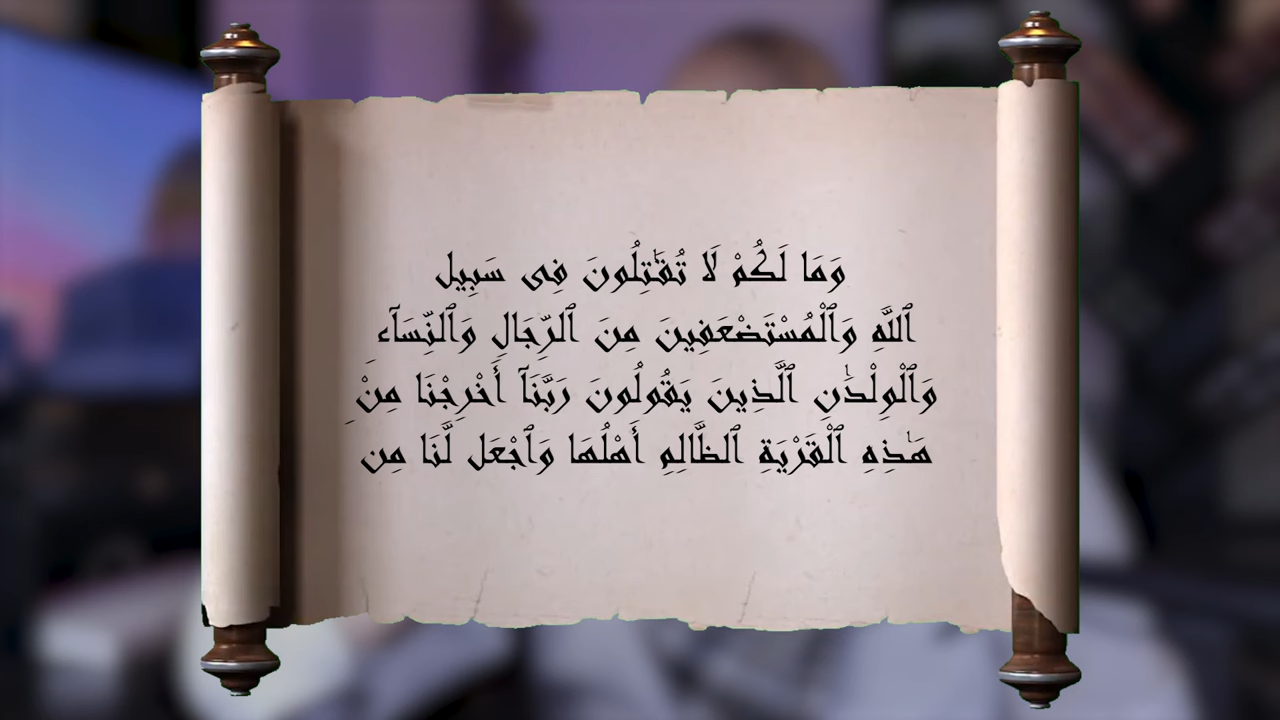 وَمَا لَكُمْ لَا تُقَٰتِلُونَ فِى سَبِيل
ٱللَّهِ وَٱلْمُسْتَضْعَفِينَ مِنَ ٱلرِّجَالِ وَٱلنِّسَآء
وَٱلْوِلْدَٰنِ ٱلَّذِينَ يَقُولُونَ رَبَّنَآ أَخْرِجْنَا مِنْ
هَٰذِهِ ٱلْقَرْيَةِ ٱلظَّالِمِ أَهْلُهَا وَٱجْعَل لَّنَا مِن